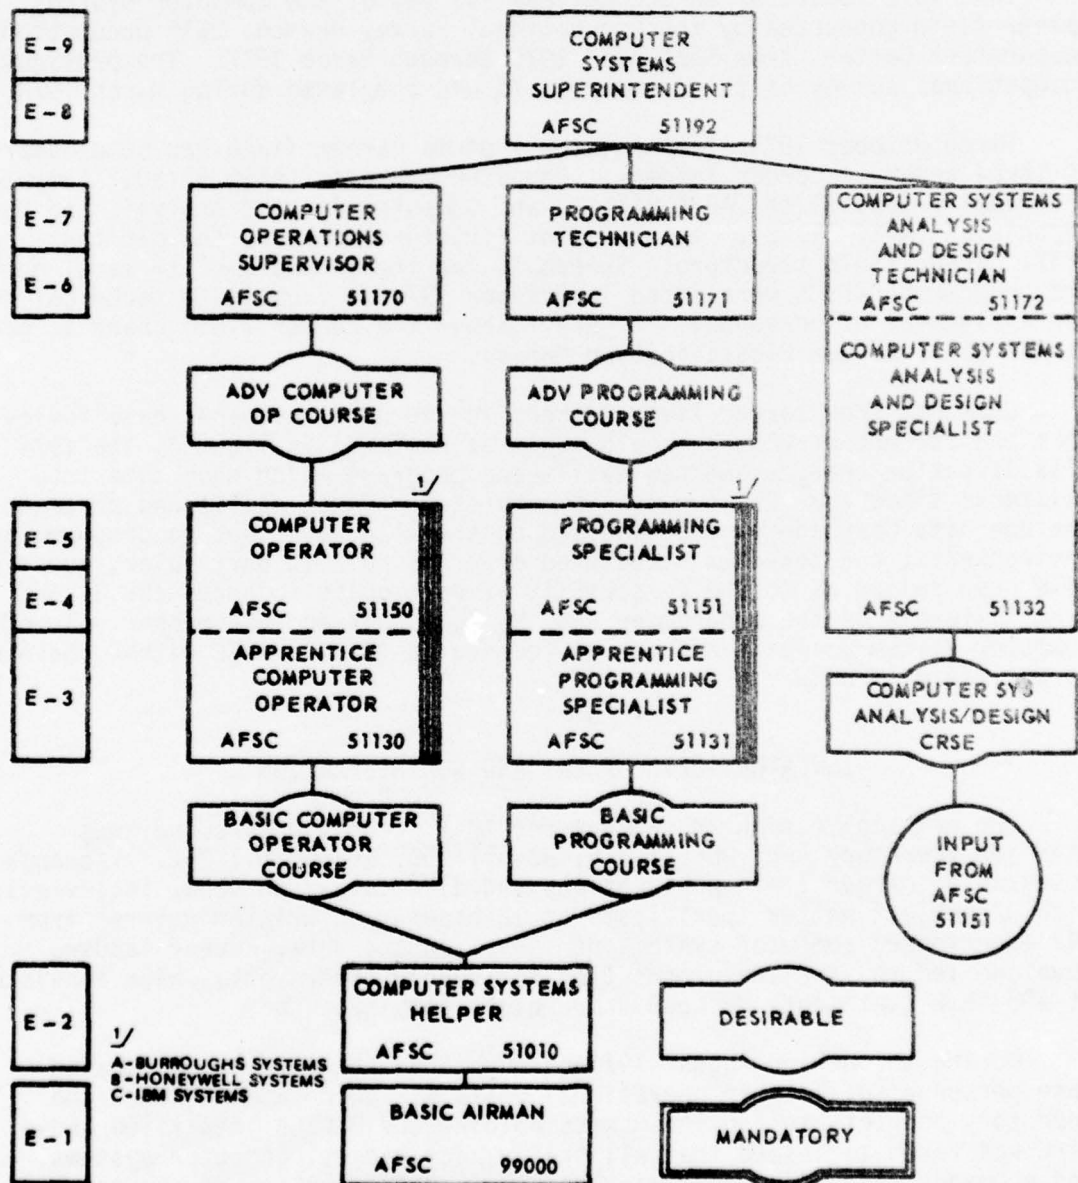 E-9
E-8
COMPUTER
SYSTEMS
SUPERINTENDENT
AFSC 51192
E-7
E-6
COMPUTER
OPERATIONS
SUPERVISOR
AFSC 51170
PROGRAMMING
TECHNICIAN
AFSC 51171
COMPUTER SYSTEMS
ANALYSIS
AND DESIGN
TECHNICIAN
AFSC 51172
COMPUTER SYSTEMS
ANALYSIS
AND DESIGN
SPECIALIST
AFSC 51132
ADV COMPUTER
OP COURSE
ADV PROGRAMMING
COURSE
E-5
E-4
E-3
1/
COMPUTER
OPERATOR
AFSC 51150
APPRENTICE
COMPUTER
OPERATOR
AFSC 51130
1/
PROGRAMMING
SPECIALIST
AFSC 51151
APPRENTICE
PROGRAMMING
SPECIALIST
AFSC 51131
COMPUTER SYS
ANALYSIS/DESIGN
CRSE
BASIC COMPUTER
OPERATOR
COURSE
BASIC
PROGRAMMING
COURSE
INPUT
FROM
AFSC
51151
E-2
E-1
1/
A-BURROUGHS SYSTEMS
B-HONEYWELL SYSTEMS
C-IBM SYSTEMS
COMPUTER SYSTEMS
HELPER
AFSC 51010
BASIC AIRMAN
AFSC 99000
DESIRABLE
MANDATORY